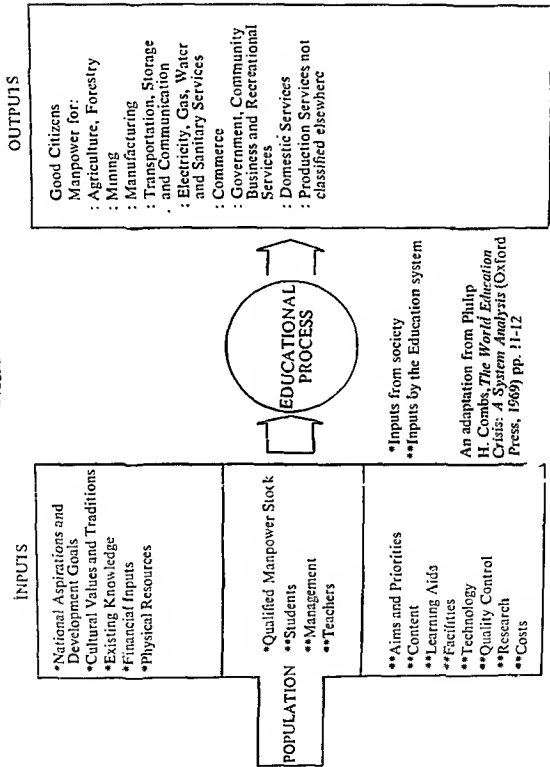 INPUTS
*National Aspirations and
Development Goals
*Cultural Values and Traditions
*Existing Knowledge
*Financial Inputs
*Physical Resources
POPULATION
*Qualified Manpower Stock
**Students
**Management
**Teachers
**Aims and Priorities
**Content
**Learning Aids
**Facilities
**Technology
**Quality Control
**Research
**Costs
EDUCATIONAL
PROCESS
*Inputs from society
**Inputs by the Education system
An adaptation from Philip
H. Combs, The World Education
Crisis: A System Analysis (Oxford
Press, 1969) pp. 11-12
OUTPUTS
Good Citizens
Manpower for:
: Agriculture, Forestry
: Mining
: Manufacturing
: Transportation, Storage
. and Communication
: Electricity, Gas, Water
and Sanitary Services
: Commerce
: Government, Community
Business and Recreational
Services
: Domestic Services
: Production Services not
classified elsewhere